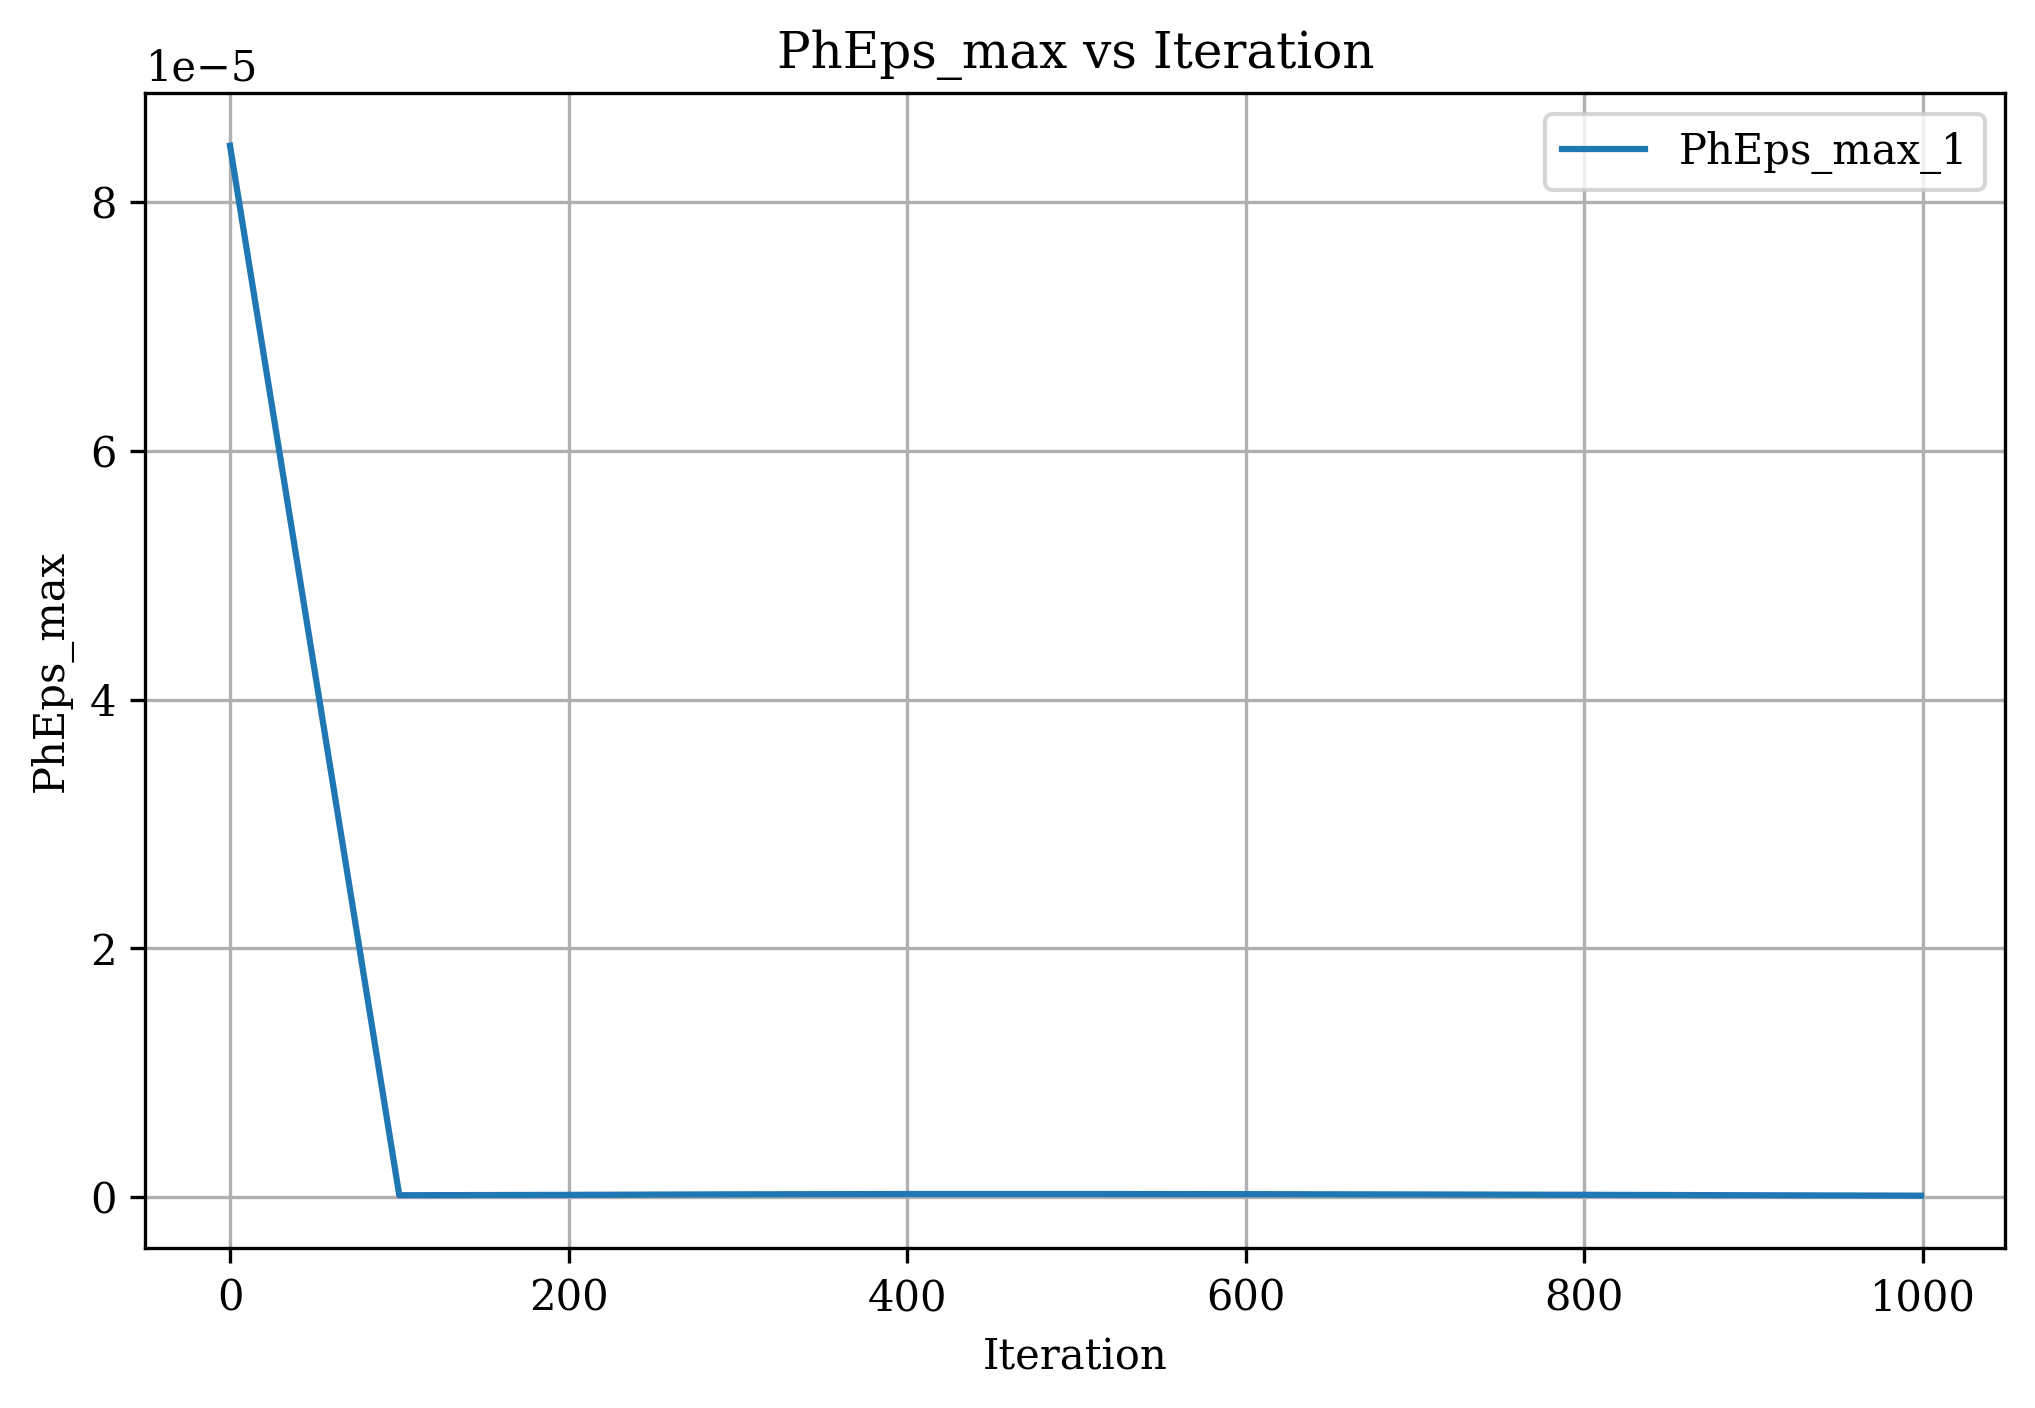 PhEps_max vs Iteration
1e−5
PhEps_max_1
8
6
4
2
0
PhEps_max
0 200 400 600 800 1000
Iteration